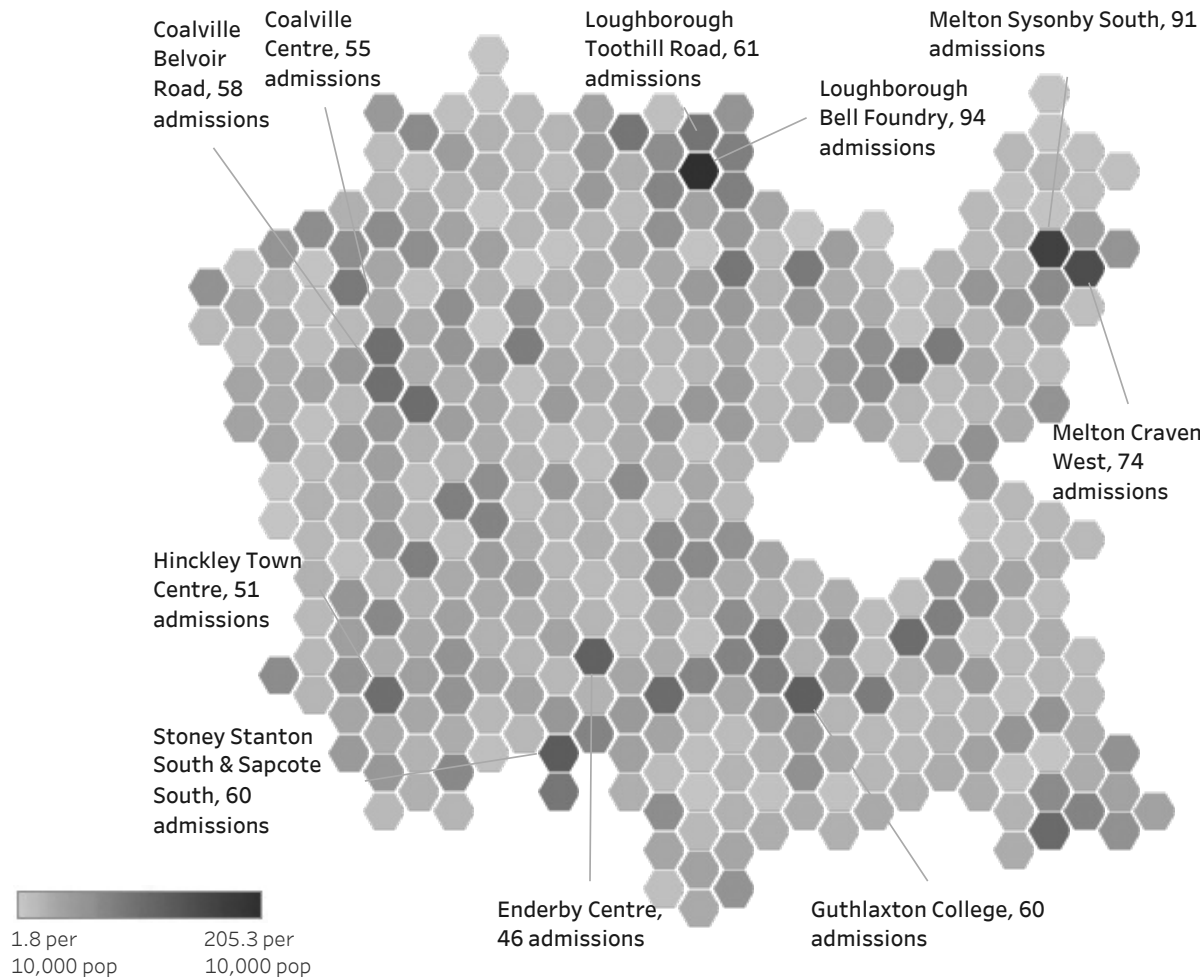 Coalville
Belvoir
Road, 58
admissions
Coalville
Centre, 55
admissions
Loughborough
Toothill Road, 61
admissions
Melton Sysonby South, 91
admissions
Loughborough
Bell Foundry, 94
admissions
Melton Craven
West, 74
admissions
Hinckley Town
Centre, 51
admissions
Stoney Stanton
South & Sapcote
South, 60
admissions
Enderby Centre,
46 admissions
Guthlaxton College, 60
admissions
1.8 per
10,000 pop
205.3 per
10,000 pop